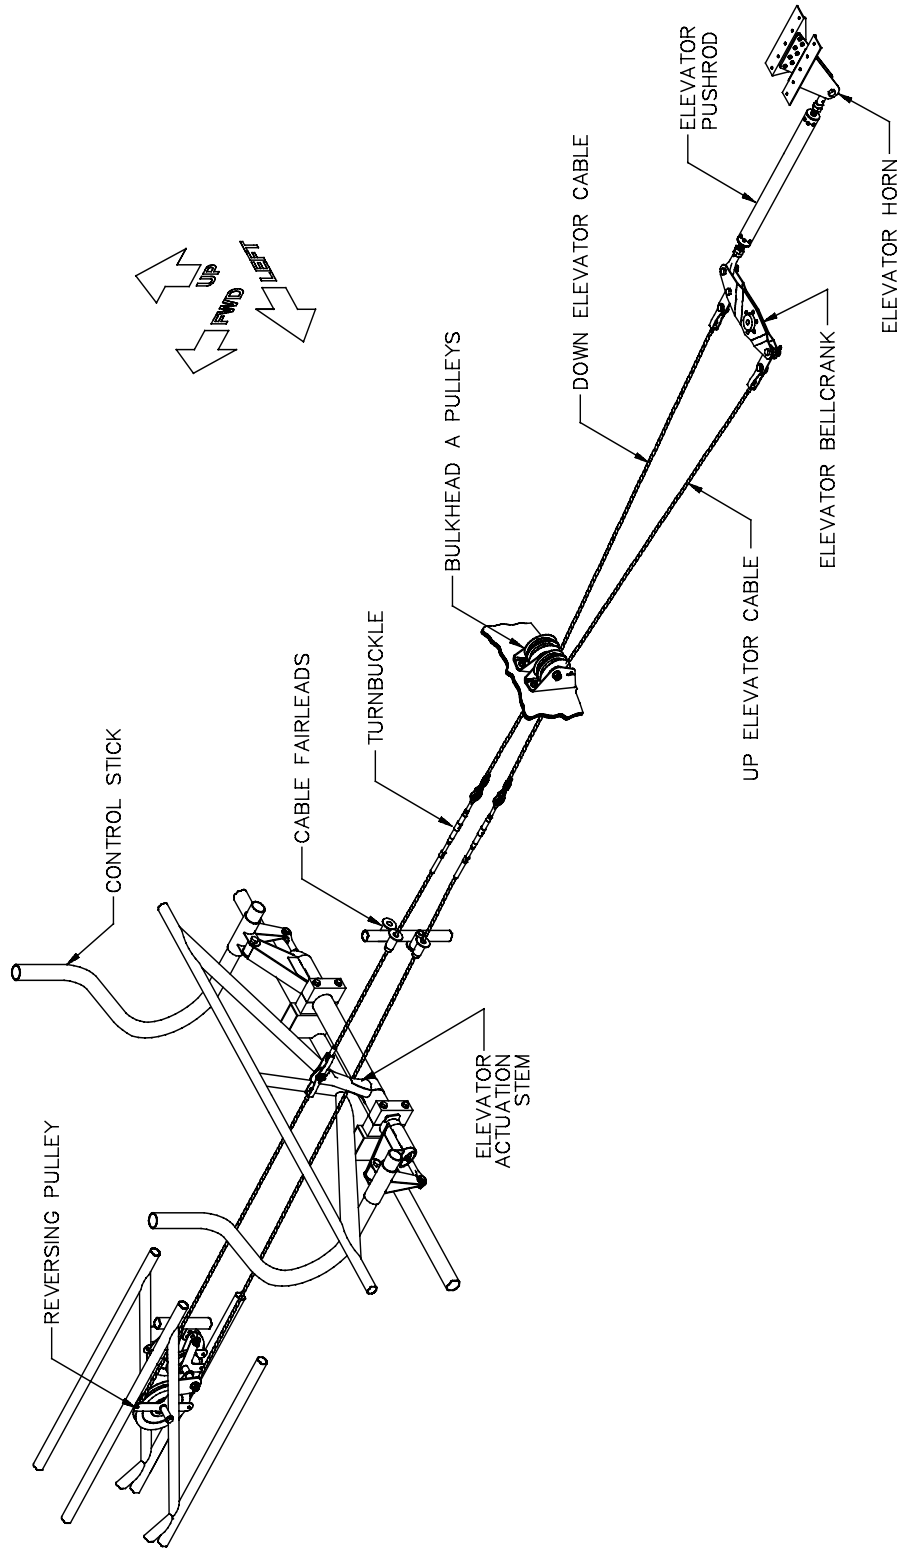 REVERSING PULLEY
CONTROL STICK
CABLE FAIRLEADS
TURNBUCKLE
BULKHEAD A PULLEYS
DOWN ELEVATOR CABLE
ELEVATOR
PUSHROD
ELEVATOR HORN
ELEVATOR BELLCRANK
UP ELEVATOR CABLE
ELEVATOR
ACTUATION
STEM
UP
FWD
LEFT